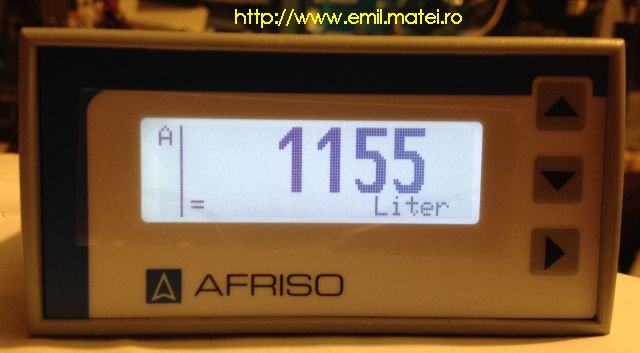 http://www.emil.matei.ro
A
1155
= Liter
AFRISO